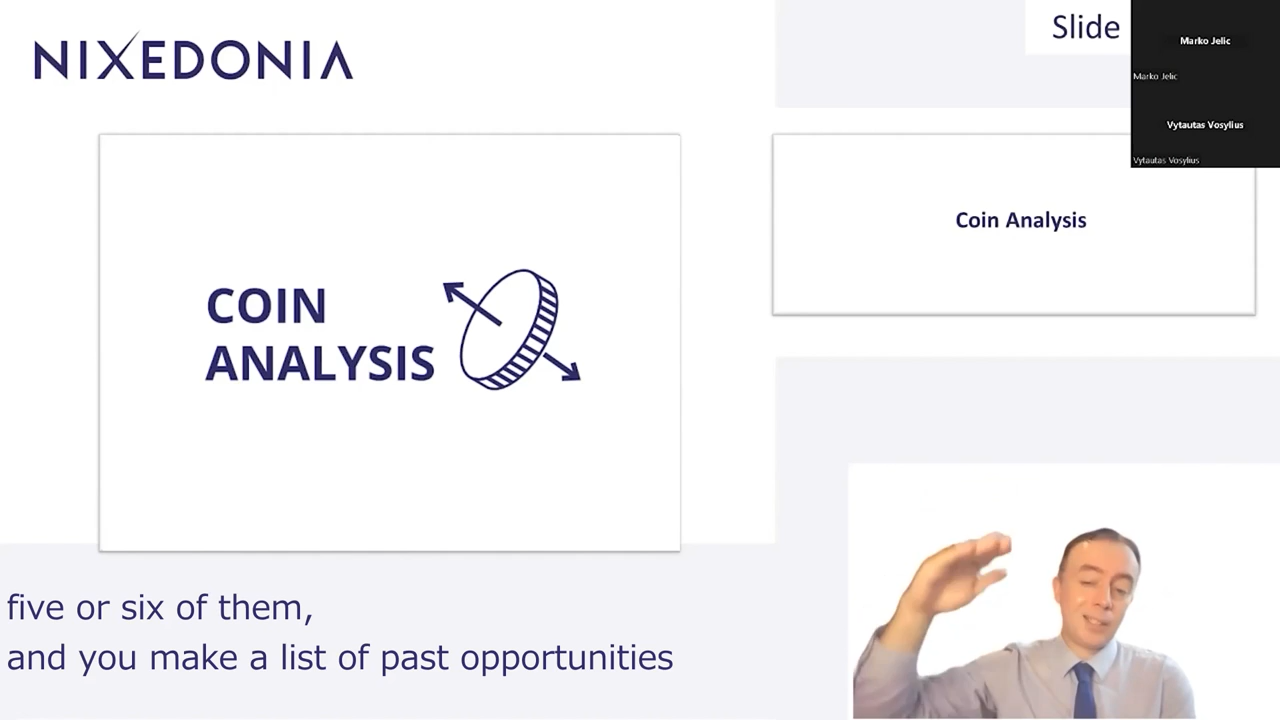 NIXEDONIA
Slide
Marko Jelic
Marko Jelic
Vytautas Vosylius
Vytautas Vosylius
COIN
ANALYSIS
Coin Analysis
five or six of them,
and you make a list of past opportunities